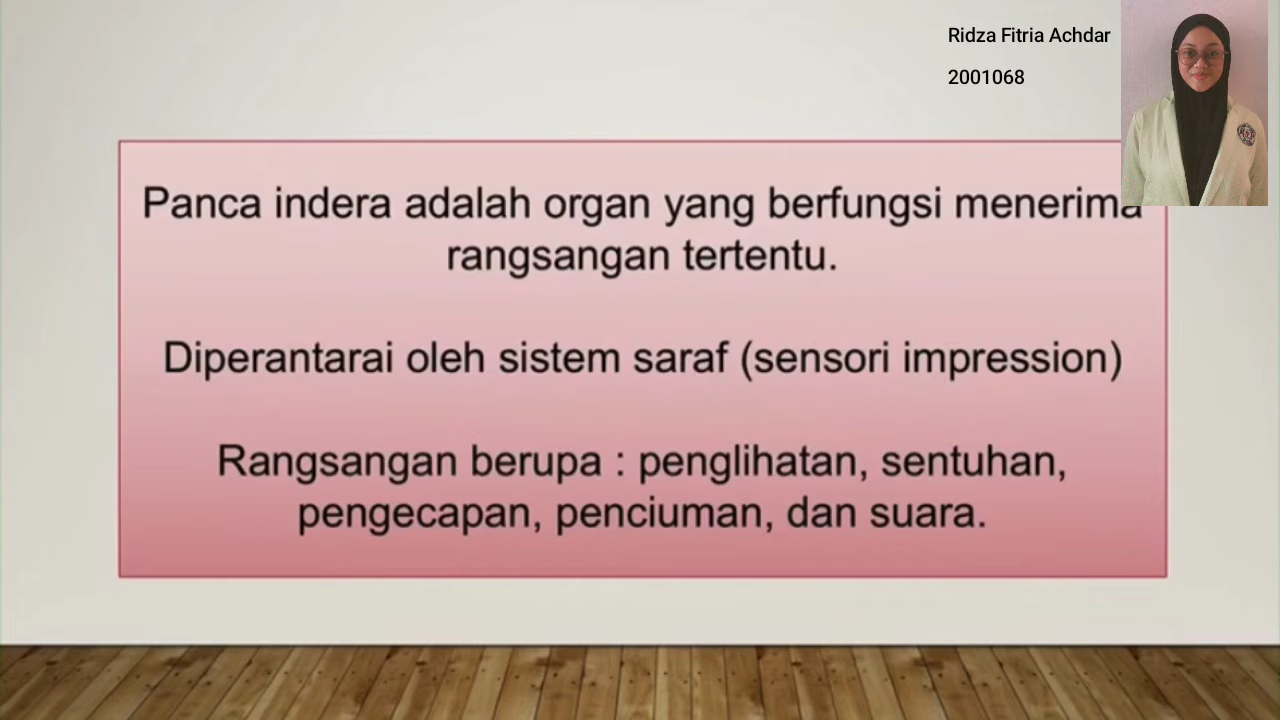 Ridza Fitria Achdar
2001068
Panca indera adalah organ yang berfungsi menerima
rangsangan tertentu.
Diperantarai oleh sistem saraf (sensori impression)
Rangsangan berupa : penglihatan, sentuhan,
pengecapan, penciuman, dan suara.